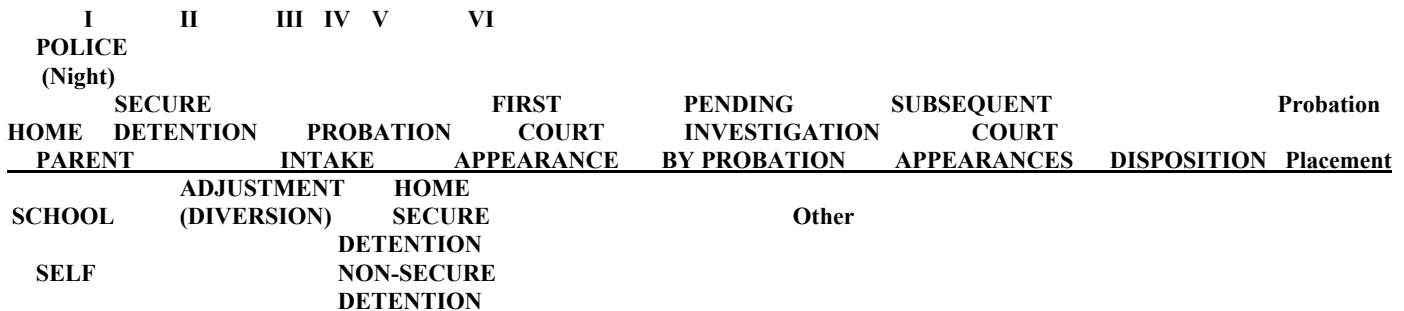 I II III IV V VI
POLICE
(Night)
SECURE FIRST PENDING SUBSEQUENT Probation
HOME DETENTION PROBATION COURT INVESTIGATION COURT
PARENT INTAKE APPEARANCE BY PROBATION APPEARANCES DISPOSITION Placement
ADJUSTMENT HOME
SCHOOL (DIVERSION) SECURE Other
DETENTION
SELF NON-SECURE
DETENTION